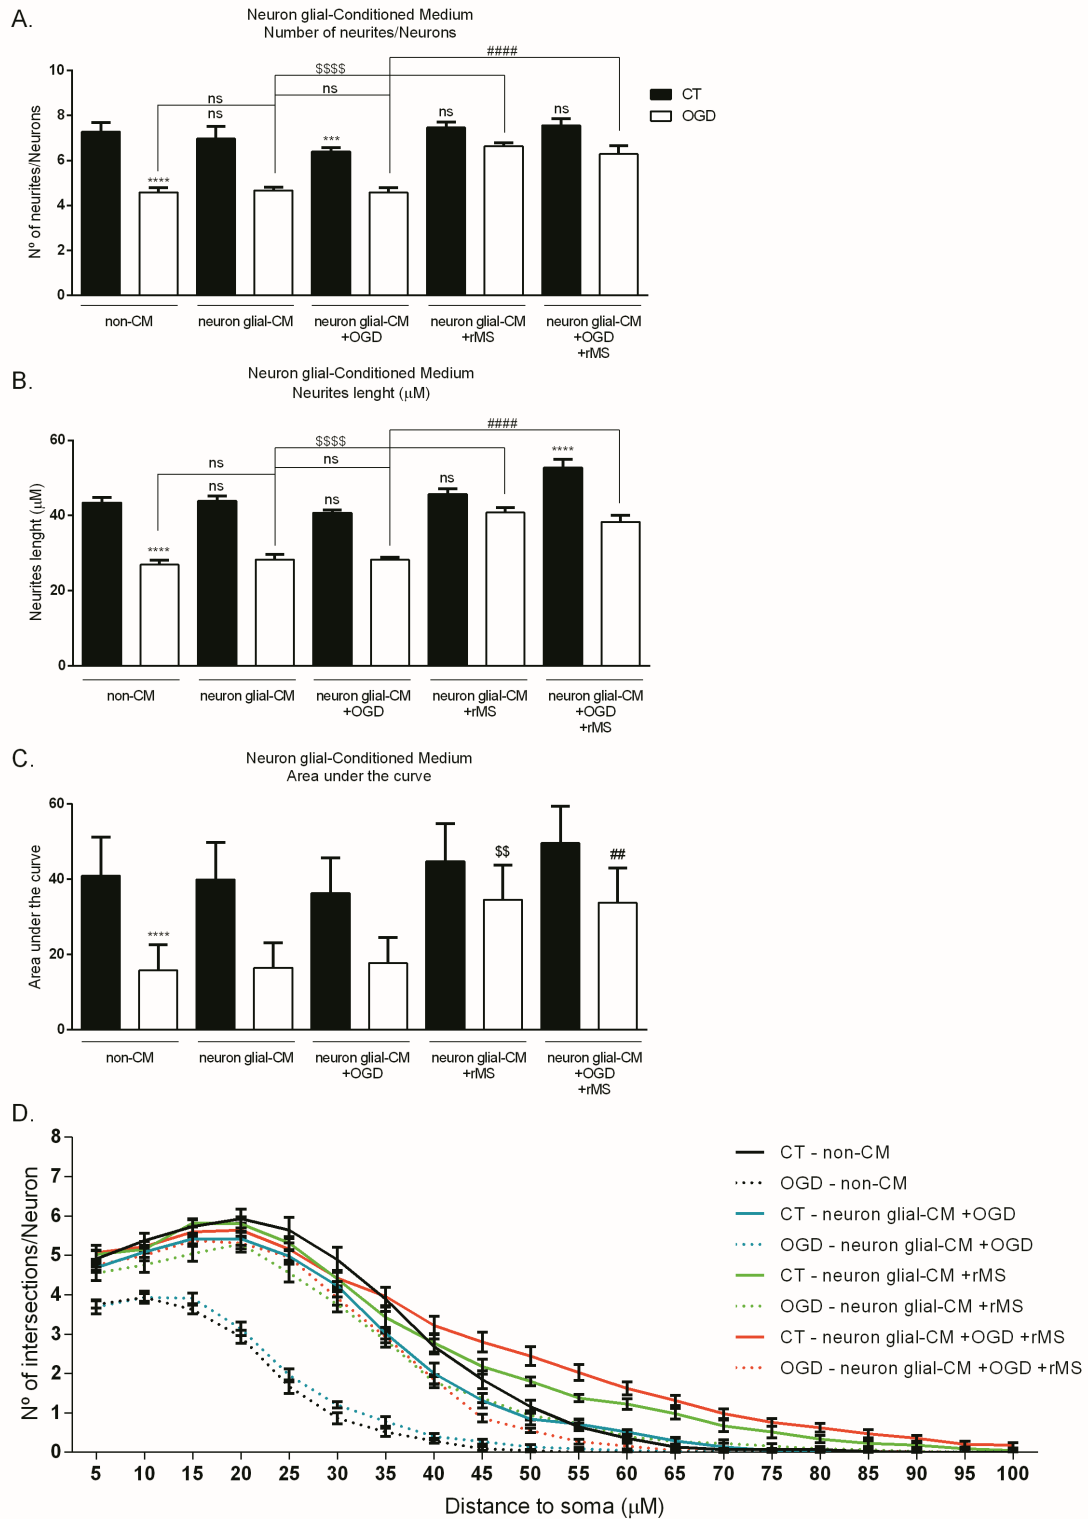 A.
Neuron glial-Conditioned Medium
Number of neurites/Neurons
####
$$$$
ns
ns
ns
ns
ns
***
****
CT
OGD
Nº of neurites/Neurons
10
8
6
4
2
0
non-CM
neuron glial-CM
neuron glial-CM
+OGD
neuron glial-CM
+rMS
neuron glial-CM
+OGD
+rMS
B.
Neuron glial-Conditioned Medium
Neurites lenght (µM)
####
$$$$
ns
ns
ns
ns
ns
****
****
Neurites lenght (µM)
60
40
20
0
non-CM
neuron glial-CM
neuron glial-CM
+OGD
neuron glial-CM
+rMS
neuron glial-CM
+OGD
+rMS
C.
Neuron glial-Conditioned Medium
Area under the curve
****
$$
##
Area under the curve
60
40
20
0
non-CM
neuron glial-CM
neuron glial-CM
+OGD
neuron glial-CM
+rMS
neuron glial-CM
+OGD
+rMS
D.
Nº of intersections/Neuron
8
7
6
5
4
3
2
1
0
CT - non-CM
OGD - non-CM
CT - neuron glial-CM +OGD
OGD - neuron glial-CM +OGD
CT - neuron glial-CM +rMS
OGD - neuron glial-CM +rMS
CT - neuron glial-CM +OGD +rMS
OGD - neuron glial-CM +OGD +rMS
5 10 15 20 25 30 35 40 45 50 55 60 65 70 75 80 85 90 95 100
Distance to soma (µM)